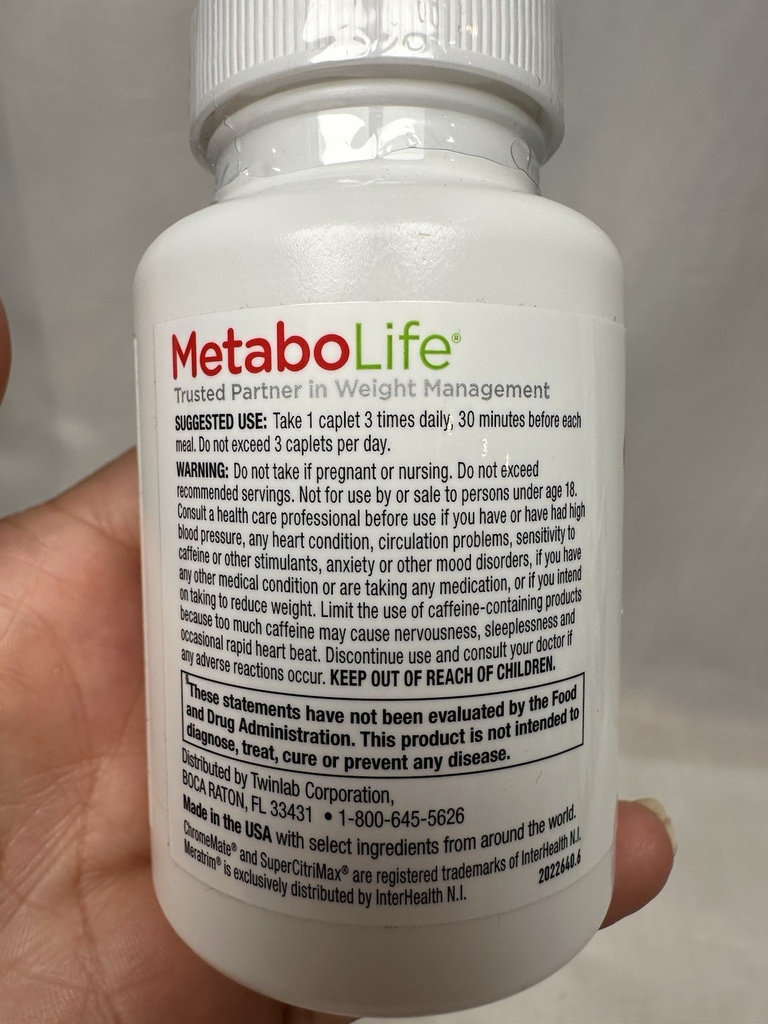 MetaboLife®
Trusted Partner in Weight Management
SUGGESTED USE: Take 1 caplet 3 times daily, 30 minutes before each
meal. Do not exceed 3 caplets per day.
WARNING: Do not take if pregnant or nursing. Do not exceed
recommended servings. Not for use by or sale to persons under age 18.
Consult a health care professional before use if you have or have had high
blood pressure, any heart condition, circulation problems, sensitivity to
caffeine or other stimulants, anxiety or other mood disorders, if you have
any other medical condition or are taking any medication, or if you intend
on taking to reduce weight. Limit the use of caffeine-containing products
because too much caffeine may cause nervousness, sleeplessness and
occasional rapid heart beat. Discontinue use and consult your doctor if
any adverse reactions occur. KEEP OUT OF REACH OF CHILDREN.
‡These statements have not been evaluated by the Food
and Drug Administration. This product is not intended to
diagnose, treat, cure or prevent any disease.
Distributed by Twinlab Corporation,
BOCA RATON, FL 33431 • 1-800-645-5626
Made in the USA with select ingredients from around the world.
ChromeMate® and SuperCitriMax® are registered trademarks of InterHealth N.I.
Meratrim® is exclusively distributed by InterHealth N.I.
2022640.6